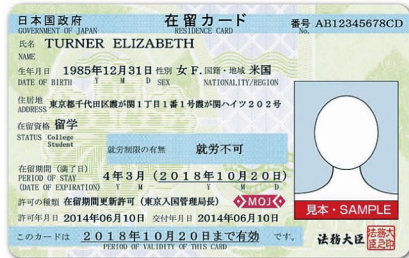 日本国政府 在留カード 番号 AB12345678CD
GOVERNMENT OF JAPAN RESIDENCE CARD No.
氏名 TURNER ELIZABETH
NAME
生年月日 1985年12月31日 性別 女 F. 国籍・地域 米国
DATE OF BIRTH Y M D SEX NATIONALITY/REGION
住居地 東京都千代田区霞が関1丁目1番1号霞が関ハイツ202号
ADDRESS
在留資格 留学
STATUS College Student
就労制限の有無 就労不可
在留期間(満了日) 4年3月(2018年10月20日)
PERIOD OF STAY
(DATE OF EXPIRATION) Y M Y M D
許可の種類 在留期間更新許可(東京入国管理局長) MOJ
許可年月日 2014年06月10日 交付年月日 2014年06月10日
このカードは 2018年10月20日まで有効 です。
PERIOD OF VALIDITY OF THIS CARD
見本・SAMPLE
法務大臣